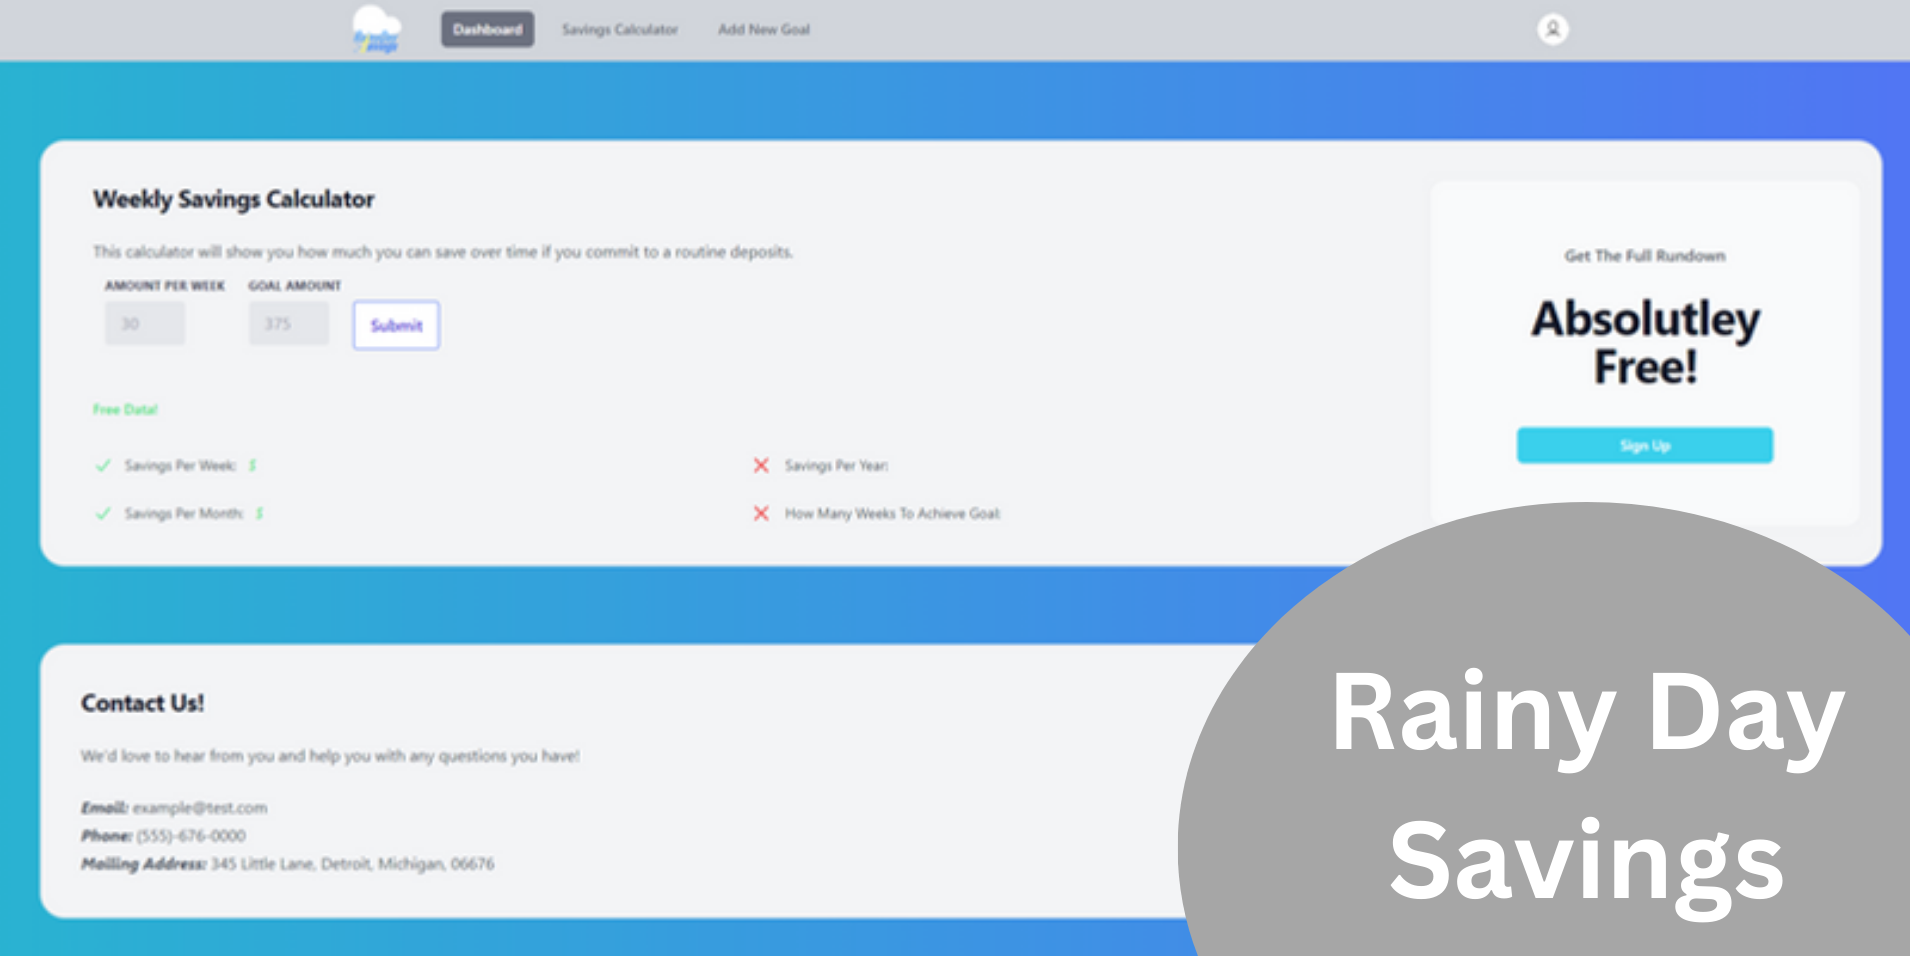 Dashboard Savings Calculator Add New Goal
Weekly Savings Calculator
This calculator will show you how much you can save over time if you commit to a routine deposits.
AMOUNT PER WEEK GOAL AMOUNT
30 375 Submit
Free Data!
Savings Per Week: $ Savings Per Year:
Savings Per Month: $ How Many Weeks To Achieve Goal:
Get The Full Rundown
Absolutley
Free!
Sign Up
Contact Us!
We'd love to hear from you and help you with any questions you have!
Email: example@test.com
Phone: (555)-676-0000
Mailing Address: 345 Little Lane, Detroit, Michigan, 06676
Rainy Day
Savings